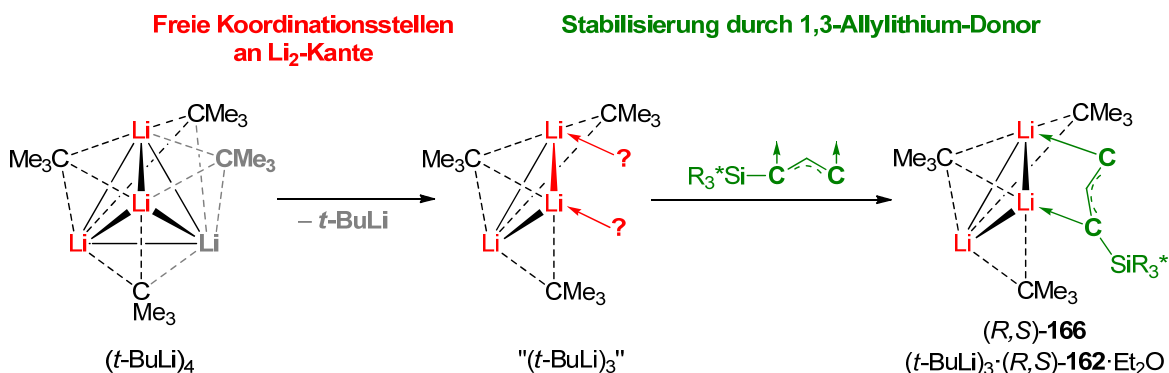 Freie Koordinationsstellen
an Li₂-Kante
Stabilisierung durch 1,3-Allyllithium-Donor
Li
CMe₃
Me₃C
CMe₃
Li
Li
Li
C
Me₃
(t-BuLi)₄
– t-BuLi
Li
CMe₃
?
Me₃C
Li
?
Li
CMe₃
"(t-BuLi)₃"
R₃*Si
C
C
Li
CMe₃
C
Me₃C
Li
C
Li
SiR₃*
CMe₃
(R,S)-166
(t-BuLi)₃·(R,S)-162·Et₂O